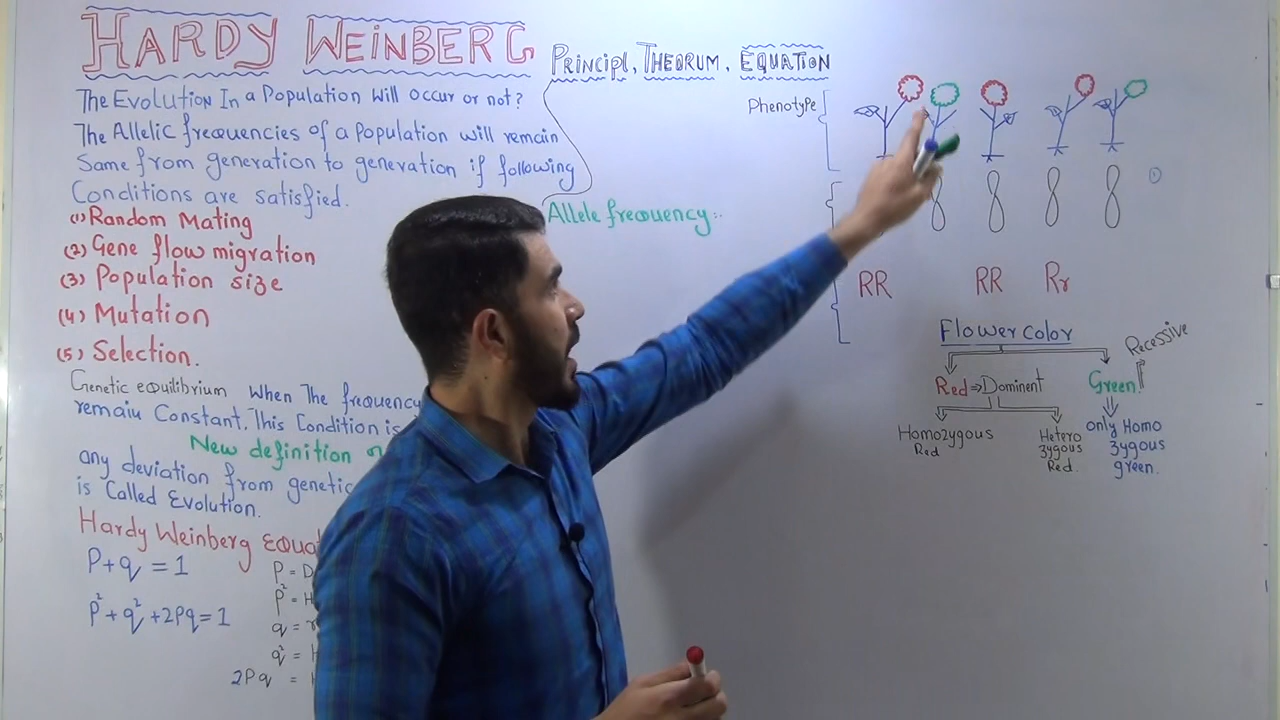 HARDY WEINBERG
PRINCIPL, THEORUM, EQUATION
The Evolution In a Population Will occur or not?
The Allelic frequencies of a Population will remain
Same from generation to generation if following
Conditions are satisfied.
(1) Random Mating
(2) Gene flow migration
(3) Population size
(4) Mutation
(5) Selection.
Genetic equilibrium When The frequency
remain Constant. This Condition is
New definition
any deviation from genetic
is Called Evolution.
Hardy Weinberg
P+q = 1
P²+q²+2Pq=1
P =
P² =
q =
q² =
2Pq =
Allele frequency:
Phenotype
RR RR Rr
Flower color
Red ⇒ Dominent
Green
Recessive
Homozygous
Red
Hetero
zygous
Red.
only Homo
zygous
green.